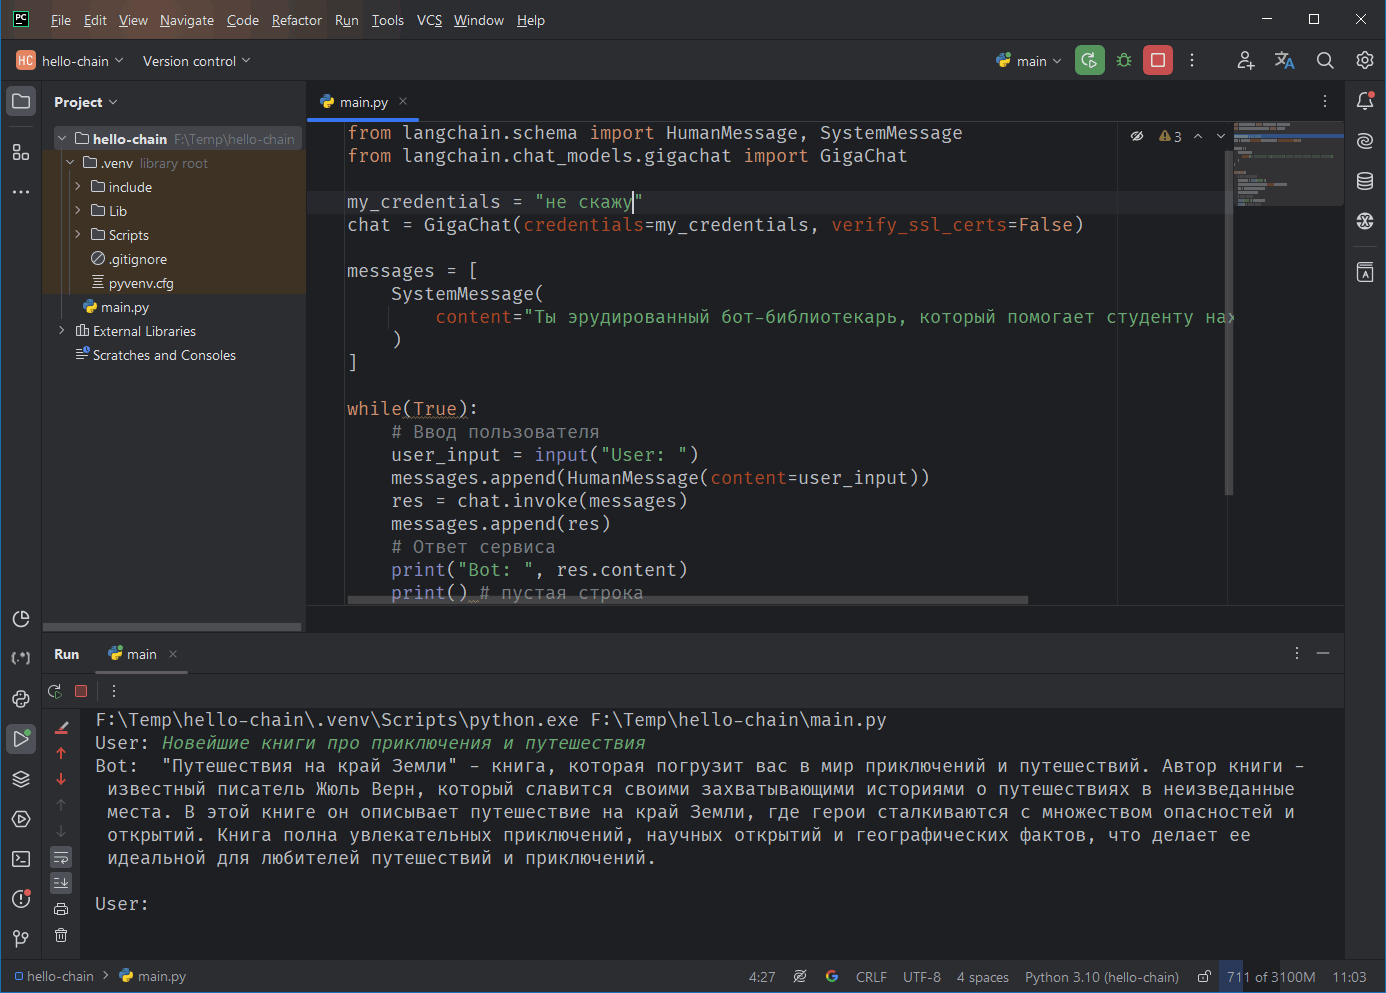 PC File Edit View Navigate Code Refactor Run Tools VCS Window Help
HC hello-chain Version control main
Project
main.py
hello-chain F:\Temp\hello-chain
.venv library root
include
Lib
Scripts
.gitignore
pyvenv.cfg
main.py
External Libraries
Scratches and Consoles
from langchain.schema import HumanMessage, SystemMessage
from langchain.chat_models.gigachat import GigaChat
3
my_credentials = "не скажу"
chat = GigaChat(credentials=my_credentials, verify_ssl_certs=False)
messages = [
SystemMessage(
content="Ты эрудированный бот-библиотекарь, который помогает студенту нах
)
]
while(True):
# Ввод пользователя
user_input = input("User: ")
messages.append(HumanMessage(content=user_input))
res = chat.invoke(messages)
messages.append(res)
# Ответ сервиса
print("Bot: ", res.content)
print() # пустая строка
Run main
F:\Temp\hello-chain\.venv\Scripts\python.exe F:\Temp\hello-chain\main.py
User: Новейшие книги про приключения и путешествия
Bot:  "Путешествия на край Земли" - книга, которая погрузит вас в мир приключений и путешествий. Автор книги -
известный писатель Жюль Верн, который славится своими захватывающими историями о путешествиях в неизведанные
места. В этой книге он описывает путешествие на край Земли, где герои сталкиваются с множеством опасностей и
открытий. Книга полна увлекательных приключений, научных открытий и географических фактов, что делает ее
идеальной для любителей путешествий и приключений.
User:
hello-chain > main.py 4:27 CRLF UTF-8 4 spaces Python 3.10 (hello-chain) 711 of 3100M 11:03